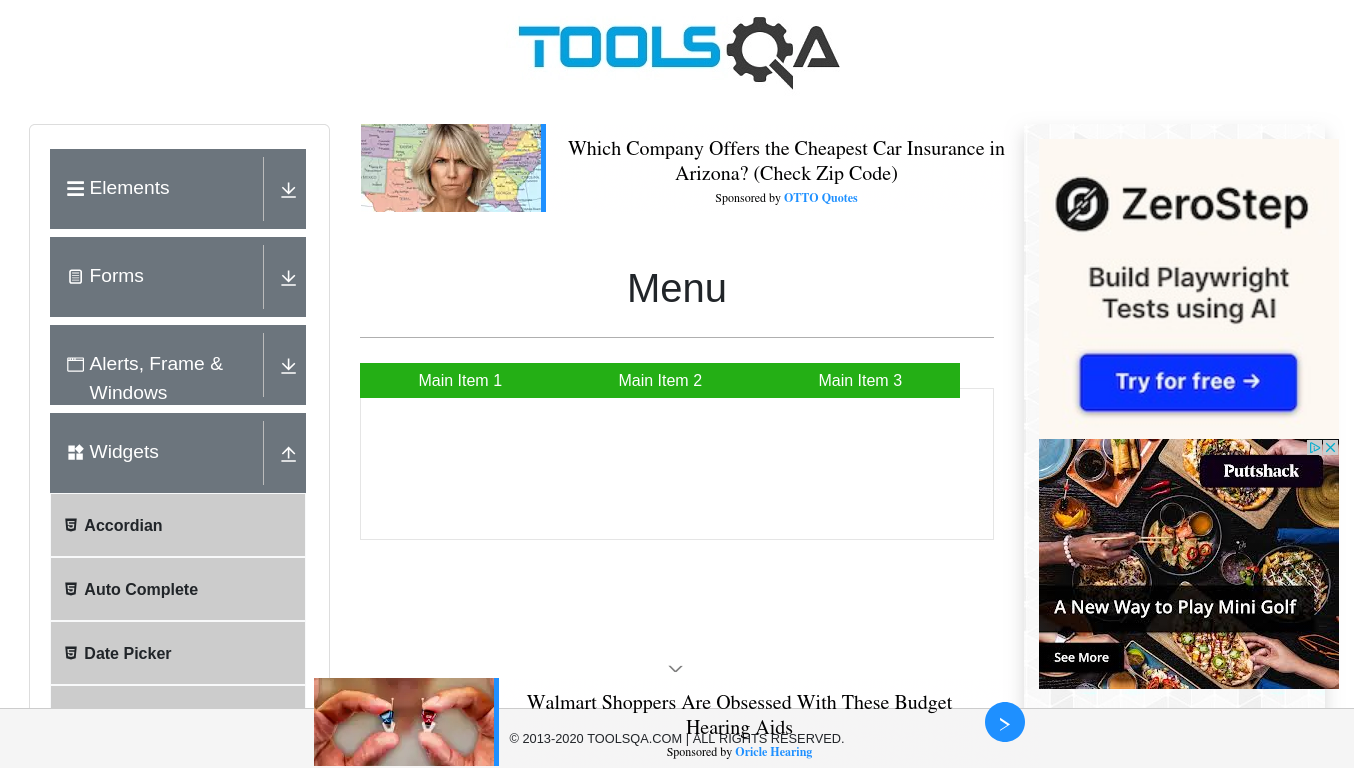 TOOLSQA
Elements
Forms
Alerts, Frame &
Windows
Widgets
Accordian
Auto Complete
Date Picker
Which Company Offers the Cheapest Car Insurance in
Arizona? (Check Zip Code)
Sponsored by OTTO Quotes
Menu
Main Item 1
Main Item 2
Main Item 3
ZeroStep
Build Playwright
Tests using AI
Try for free →
Puttshack
A New Way to Play Mini Golf
See More
Walmart Shoppers Are Obsessed With These Budget
Hearing Aids
© 2013-2020 TOOLSQA.COM | ALL RIGHTS RESERVED.
Sponsored by Oricle Hearing